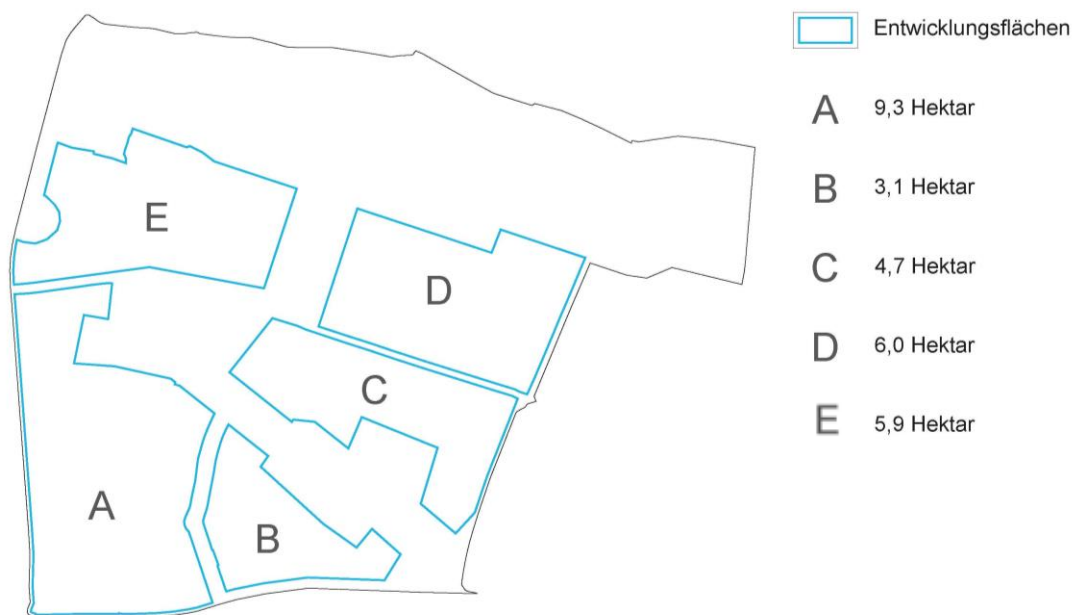 Entwicklungsflächen
A 9,3 Hektar
B 3,1 Hektar
C 4,7 Hektar
D 6,0 Hektar
E 5,9 Hektar
E
D
C
A
B